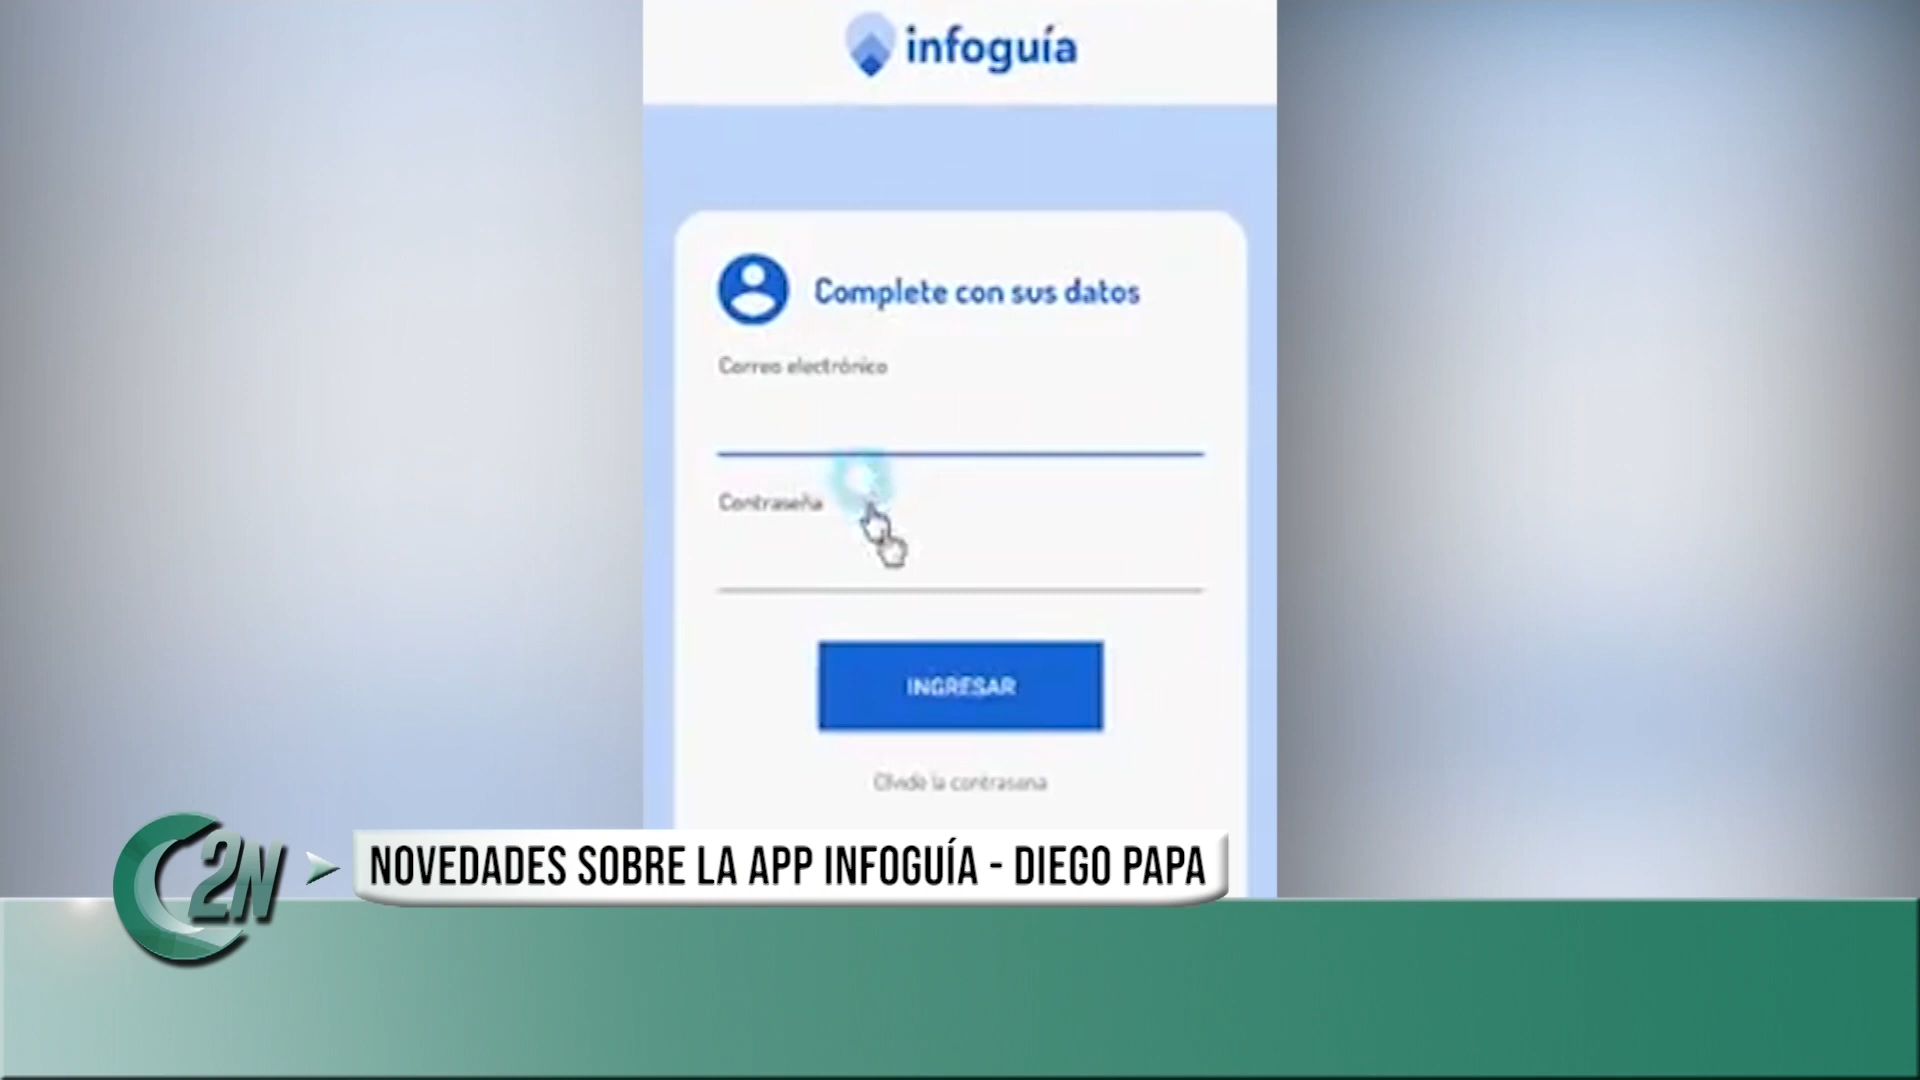 infoguía
Complete con sus datos
Correo electrónico
Contraseña
INGRESAR
Olvide la contrasena
C2N
NOVEDADES SOBRE LA APP INFOGUÍA - DIEGO PAPA